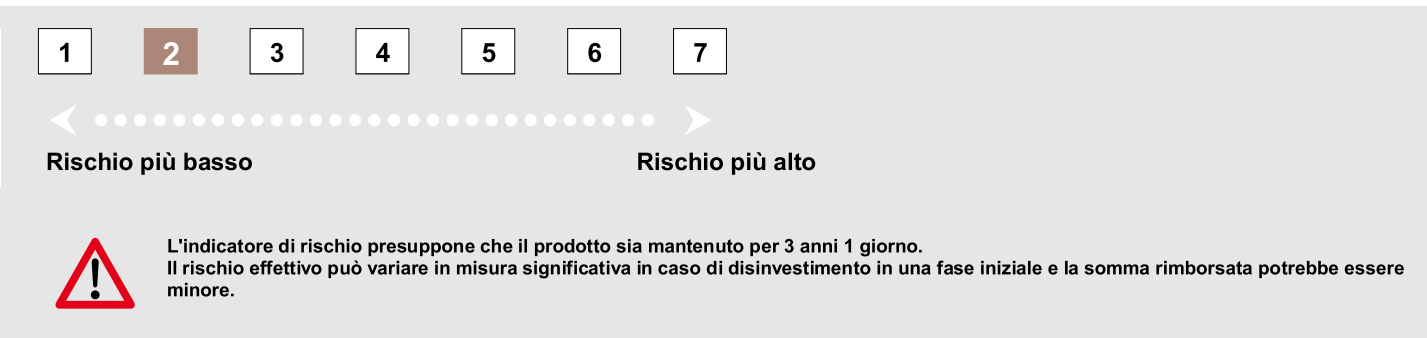 1 2 3 4 5 6 7
Rischio più basso Rischio più alto
L'indicatore di rischio presuppone che il prodotto sia mantenuto per 3 anni 1 giorno.
Il rischio effettivo può variare in misura significativa in caso di disinvestimento in una fase iniziale e la somma rimborsata potrebbe essere
minore.